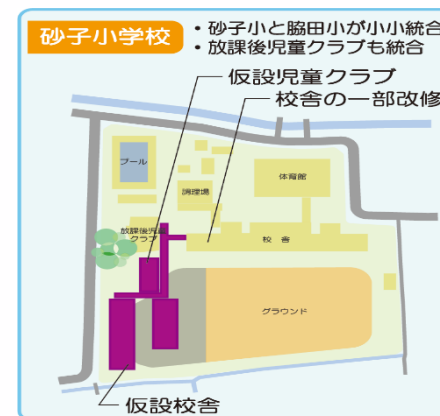 砂子小学校
・砂子小と脇田小が小小統合
・放課後児童クラブも統合
仮設児童クラブ
校舎の一部改修
プール
体育館
調理場
放課後児童
クラブ
校舎
グラウンド
仮設校舎